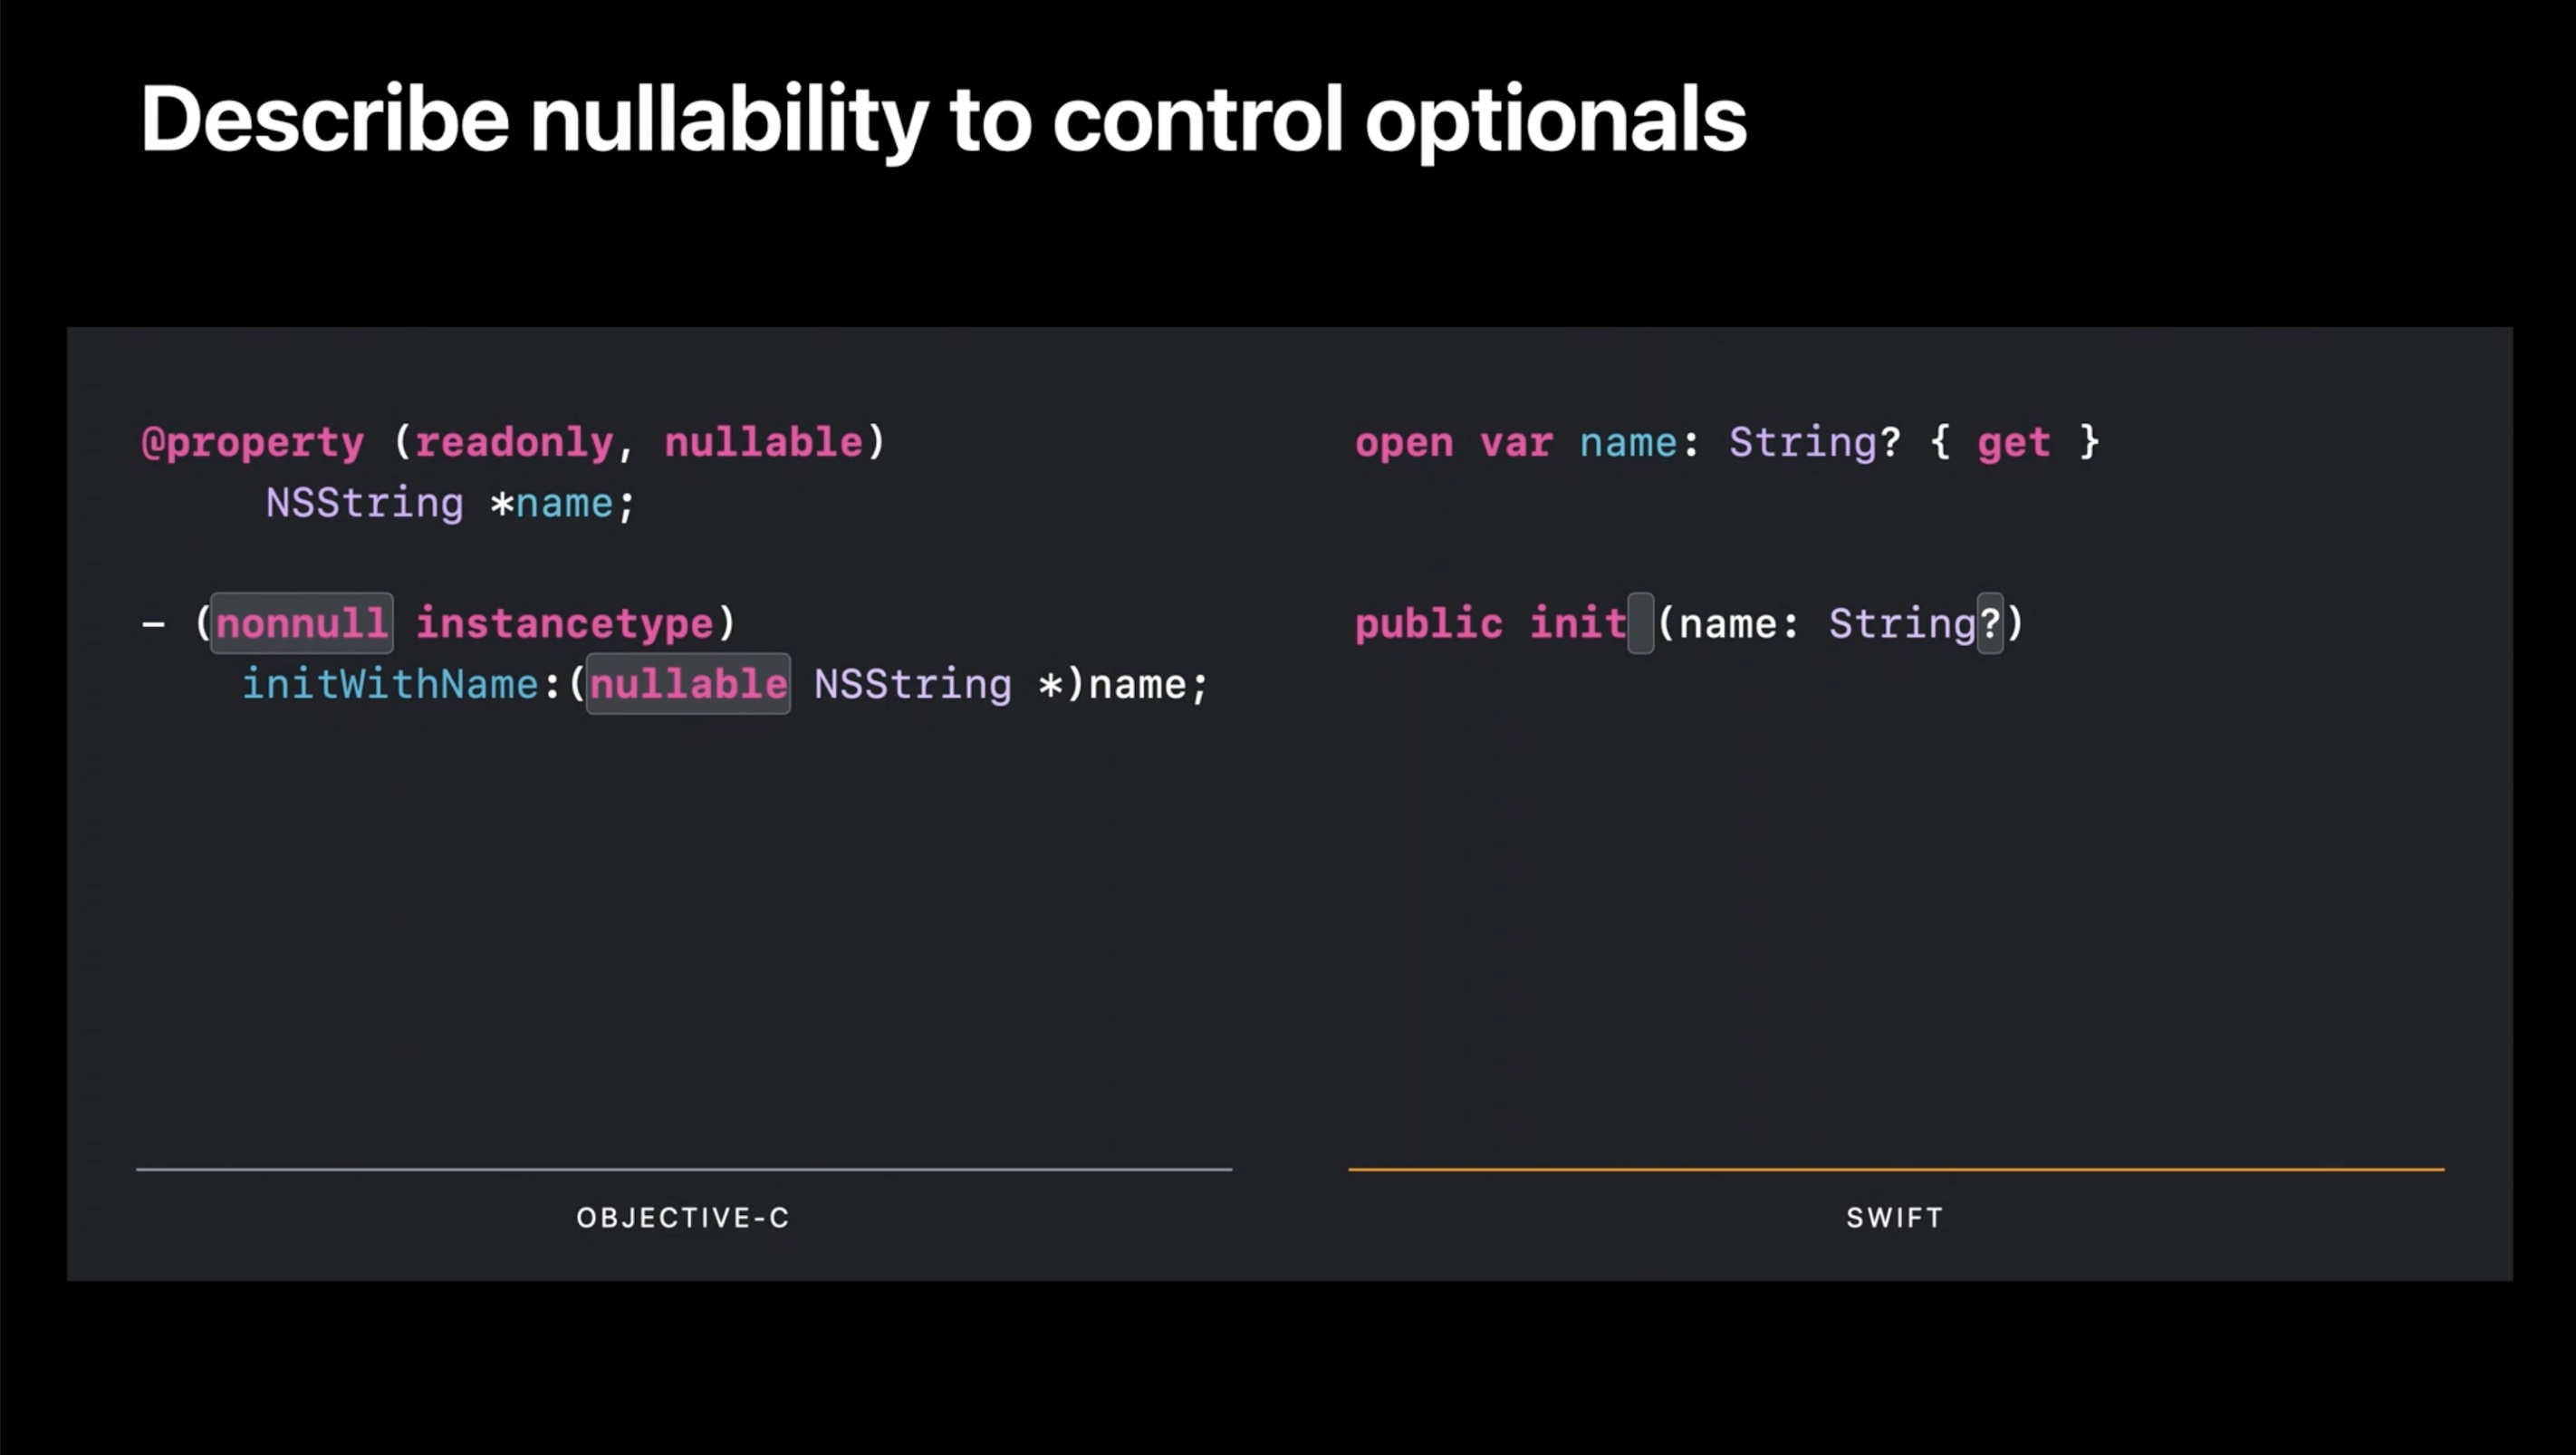 Describe nullability to control optionals
@property (readonly, nullable)
NSString *name;
- (nonnull instancetype)
initWithName:(nullable NSString *)name;
OBJECTIVE-C
open var name: String? { get }
public init (name: String?)
SWIFT